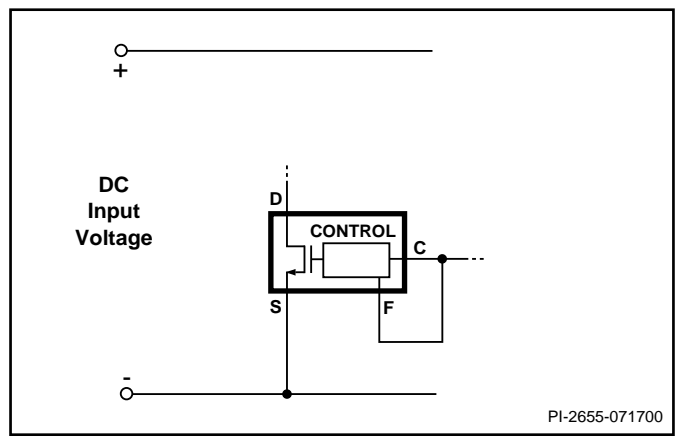 +
DC
Input
Voltage
D
CONTROL
C
S
F
-
PI-2655-071700